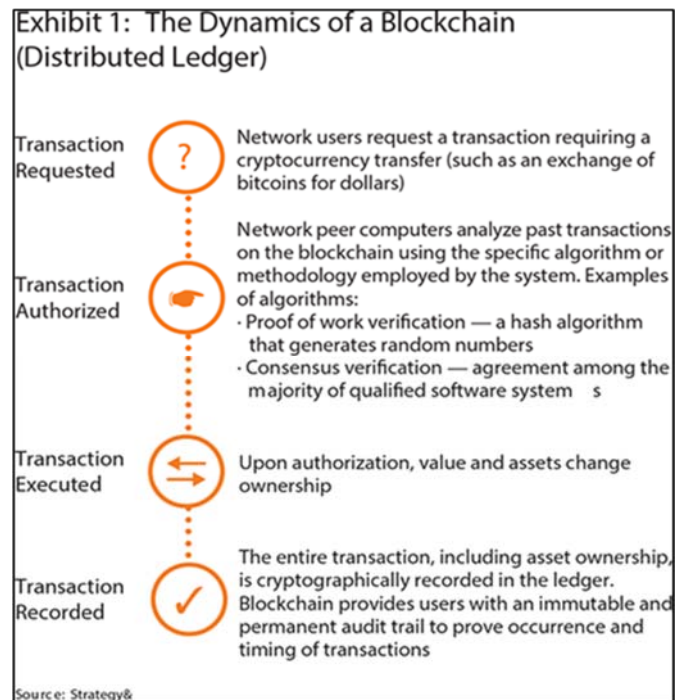 Exhibit 1: The Dynamics of a Blockchain
(Distributed Ledger)
Transaction
Requested
?
Network users request a transaction requiring a
cryptocurrency transfer (such as an exchange of
bitcoins for dollars)
Transaction
Authorized
Network peer computers analyze past transactions
on the blockchain using the specific algorithm or
methodology employed by the system. Examples
of algorithms:
· Proof of work verification — a hash algorithm
that generates random numbers
· Consensus verification — agreement among the
majority of qualified software system s
Transaction
Executed
Upon authorization, value and assets change
ownership
Transaction
Recorded
The entire transaction, including asset ownership,
is cryptographically recorded in the ledger.
Blockchain provides users with an immutable and
permanent audit trail to prove occurrence and
timing of transactions
Source: Strategy&